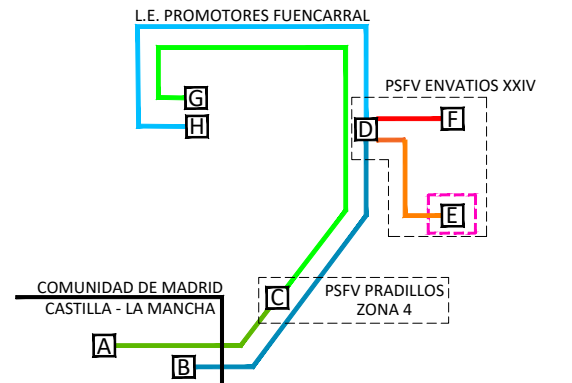 L.E. PROMOTORES FUENCARRAL
PSFV ENVATIOS XXIV
G
F
H
D
E
COMUNIDAD DE MADRID
CASTILLA - LA MANCHA
C
PSFV PRADILLOS
ZONA 4
A
B